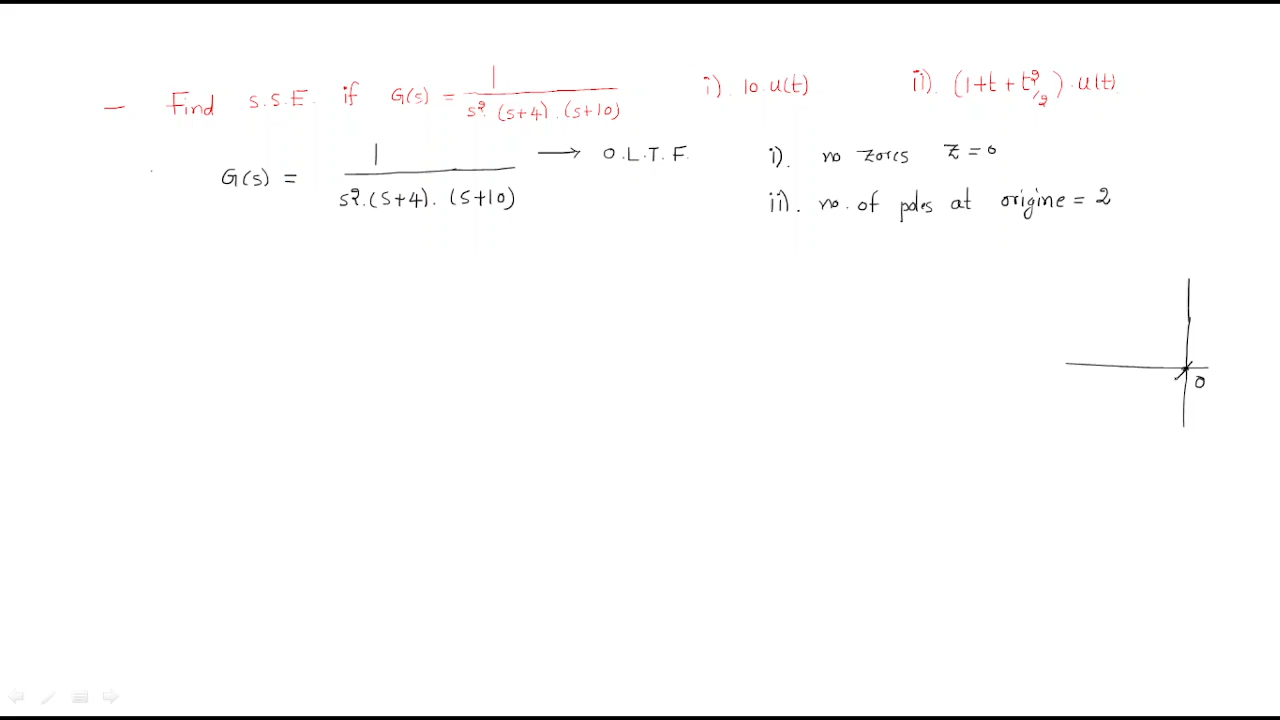 — Find S.S.E. if G(s) = 1 / s². (s+4) . (s+10) i). 10.u(t) ii). (1+t + t²/2) . u(t)
G(s) = 1 / s².(s+4). (s+10) → O.L.T.F. i). no zores z = 0
ii). no. of poles at origine = 2
0